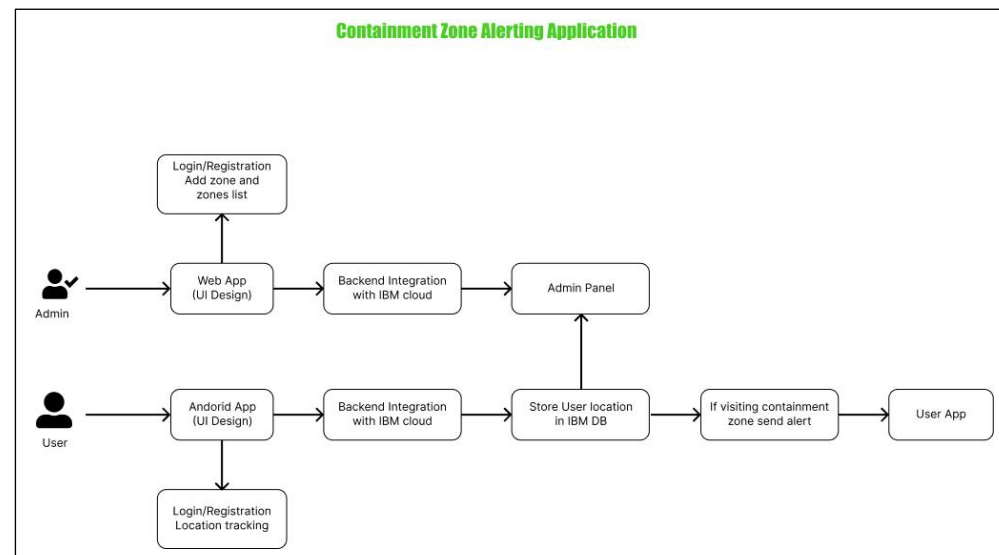 Containment Zone Alerting Application
Login/Registration
Add zone and
zones list
Admin
Web App
(UI Design)
Backend Integration
with IBM cloud
Admin Panel
User
Andorid App
(UI Design)
Backend Integration
with IBM cloud
Store User location
in IBM DB
If visiting containment
zone send alert
User App
Login/Registration
Location tracking